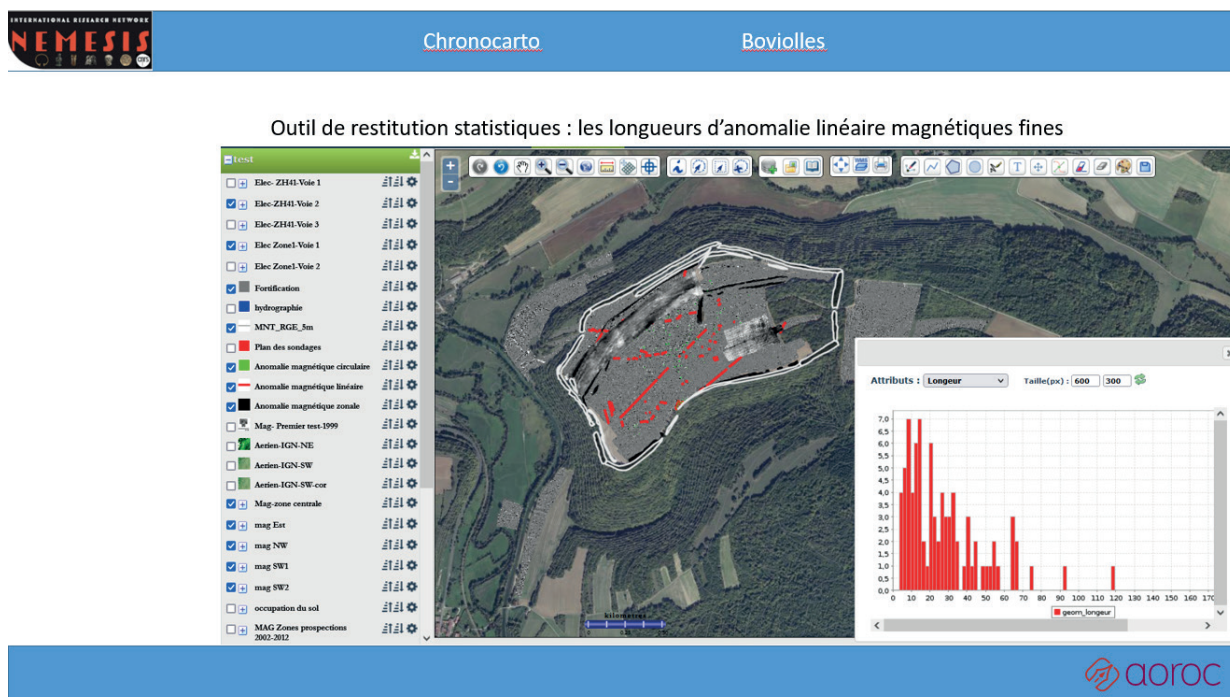 INTERNATIONAL RESEARCH NETWORK
NEMESIS
cnrs
Chronocarto
Boviolles
Outil de restitution statistiques : les longueurs d'anomalie linéaire magnétiques fines
test
Elec- ZH41-Voie 1
Elec-ZH41-Voie 2
Elec-ZH41-Voie 3
Elec Zone1-Voie 1
Elec Zone1-Voie 2
Fortification
hydrographie
MNT_RGE_5m
Plan des sondages
Anomalie magnétique circulaire
Anomalie magnétique linéaire
Anomalie magnétique zonale
Mag- Premier test-1999
Aerien-IGN-NE
Aerien-IGN-SW
Aerien-IGN-SW-cor
Mag-zone centrale
mag Est
mag NW
mag SW1
mag SW2
occupation du sol
MAG Zones prospections
2002-2012
kilometres
Attributs : Longeur Taille(px) : 600 300
7,0
6,5
6,0
5,5
5,0
4,5
4,0
3,5
3,0
2,5
2,0
1,5
1,0
0,5
0,0
0 10 20 30 40 50 60 70 80 90 100 110 120 130 140 150 160 170
geom_longeur
aoroc